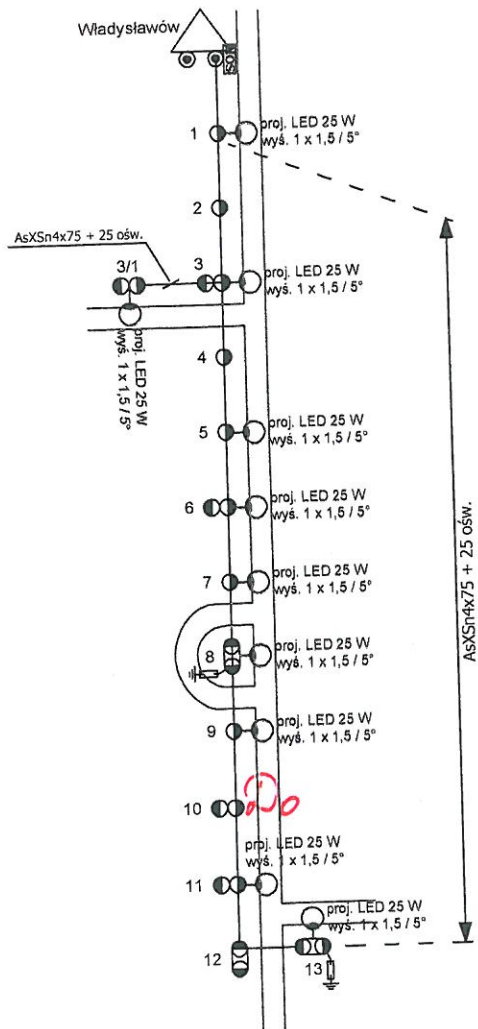 Władysławów
SON
1
proj. LED 25 W
wyś. 1 x 1,5 / 5°
2
AsXSn4x75 + 25 ośw.
3/1
3
proj. LED 25 W
wyś. 1 x 1,5 / 5°
proj. LED 25 W
wyś. 1 x 1,5 / 5°
4
5
proj. LED 25 W
wyś. 1 x 1,5 / 5°
6
proj. LED 25 W
wyś. 1 x 1,5 / 5°
7
proj. LED 25 W
wyś. 1 x 1,5 / 5°
8
proj. LED 25 W
wyś. 1 x 1,5 / 5°
9
proj. LED 25 W
wyś. 1 x 1,5 / 5°
AsXSn4x75 + 25 ośw.
10
11
proj. LED 25 W
wyś. 1 x 1,5 / 5°
12
13
proj. LED 25 W
wyś. 1 x 1,5 / 5°